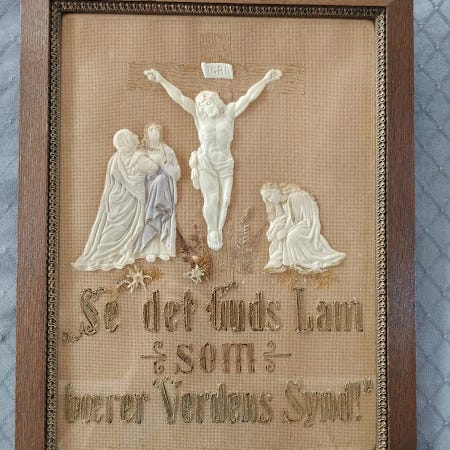 INRI
„Se det Guds Lam
som
bærer Verdens Synd!"